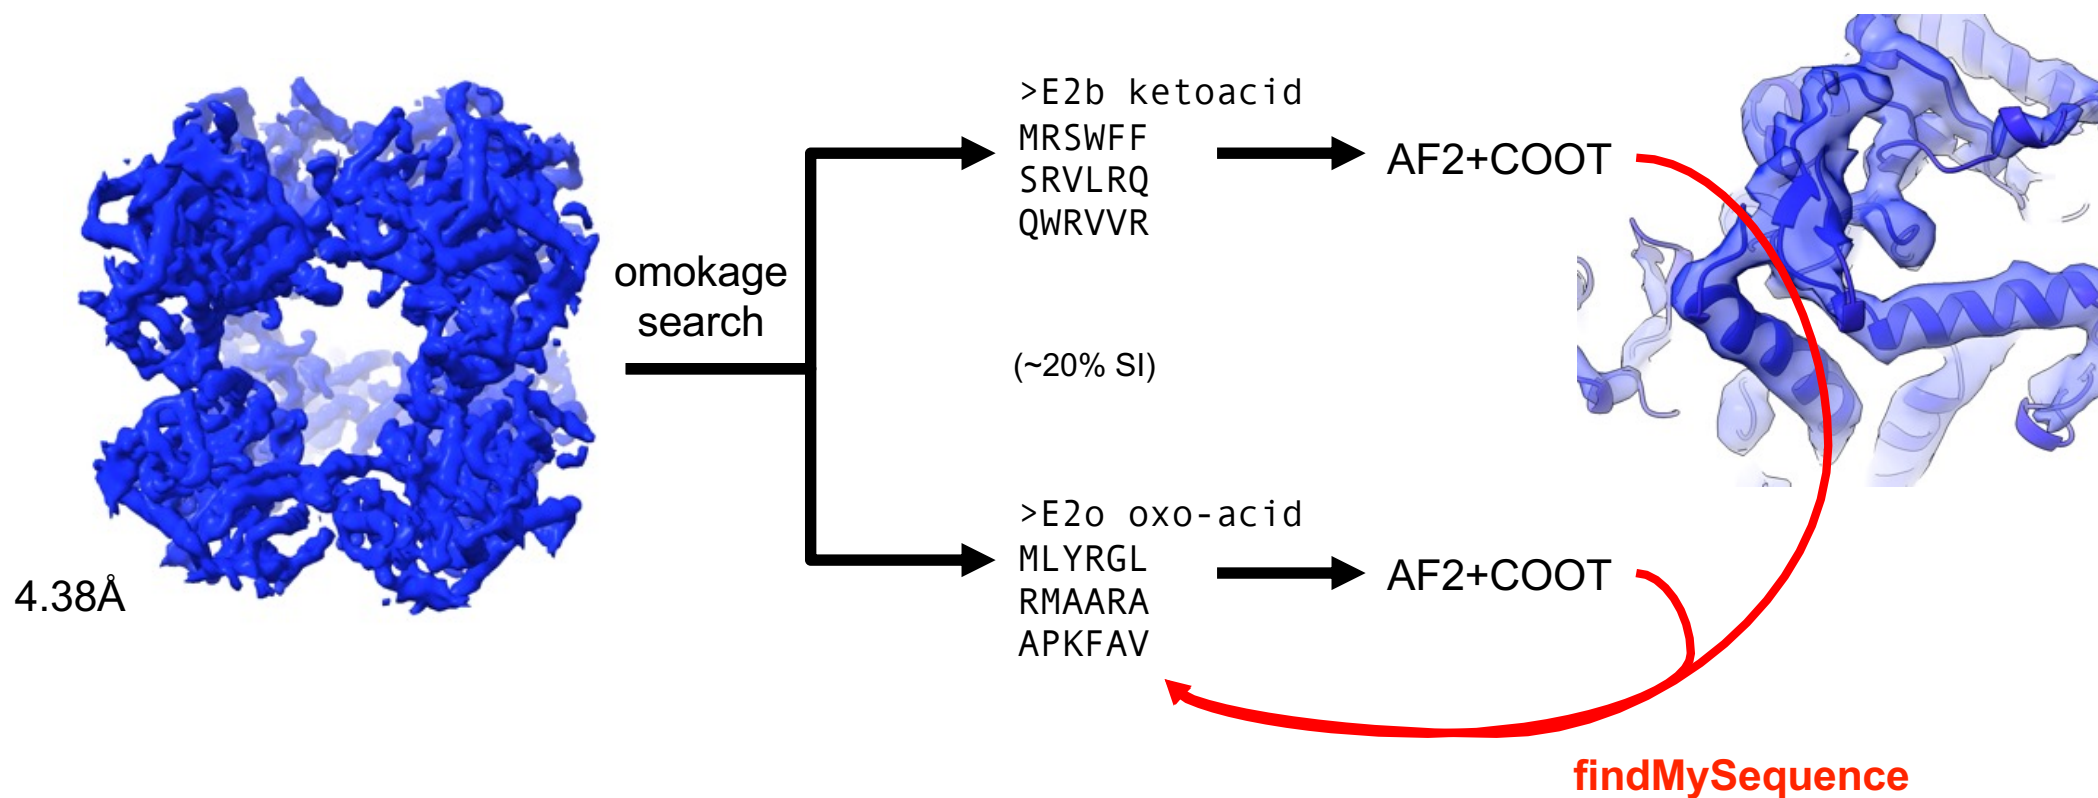 4.38Å
omokage
search
>E2b ketoacid
MRSWFF
SRVLRQ
QWRVVR
AF2+COOT
(~20% SI)
>E2o oxo-acid
MLYRGL
RMAARA
APKFAV
AF2+COOT
findMySequence